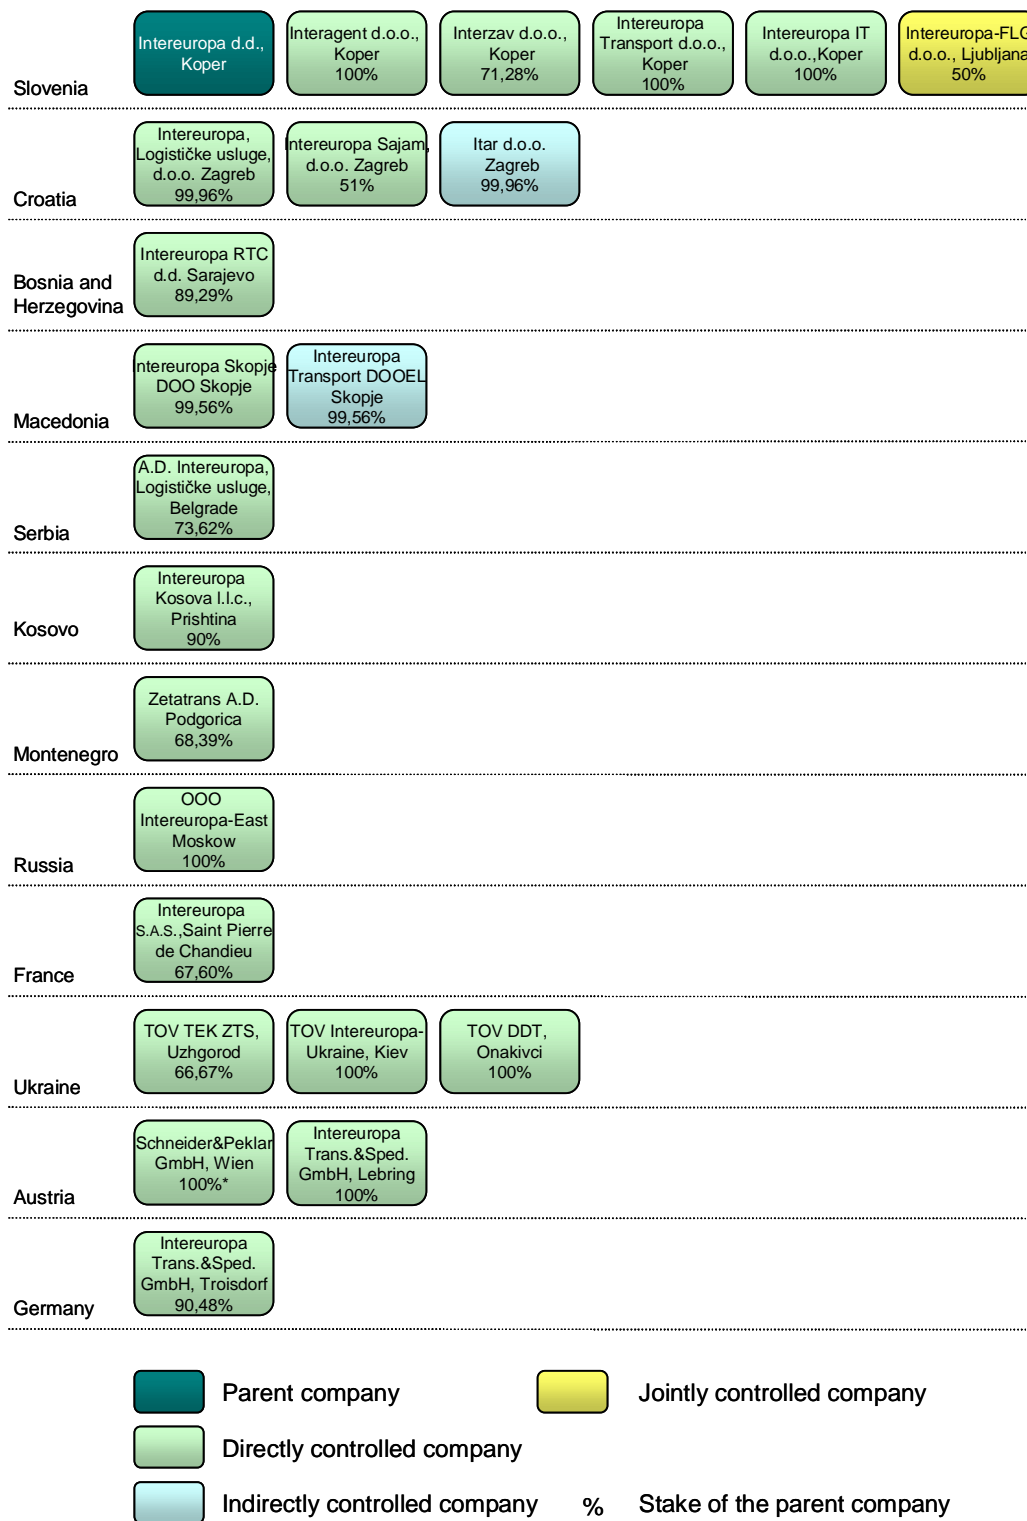 Slovenia
Intereuropa d.d.,
Koper
Interagent d.o.o.,
Koper
100%
Interzav d.o.o.,
Koper
71,28%
Intereuropa
Transport d.o.o.,
Koper
100%
Intereuropa IT
d.o.o.,Koper
100%
Intereuropa-FLG
d.o.o., Ljubljana
50%
Croatia
Intereuropa,
Logističke usluge,
d.o.o. Zagreb
99,96%
Intereuropa Sajam,
d.o.o. Zagreb
51%
Itar d.o.o.
Zagreb
99,96%
Bosnia and
Herzegovina
Intereuropa RTC
d.d. Sarajevo
89,29%
Macedonia
Intereuropa Skopje
DOO Skopje
99,56%
Intereuropa
Transport DOOEL
Skopje
99,56%
Serbia
A.D. Intereuropa,
Logističke usluge,
Belgrade
73,62%
Kosovo
Intereuropa
Kosova l.l.c.,
Prishtina
90%
Montenegro
Zetatrans A.D.
Podgorica
68,39%
Russia
OOO
Intereuropa-East
Moskow
100%
France
Intereuropa
S.A.S.,Saint Pierre
de Chandieu
67,60%
Ukraine
TOV TEK ZTS,
Uzhgorod
66,67%
TOV Intereuropa-
Ukraine, Kiev
100%
TOV DDT,
Onakivci
100%
Austria
Schneider&Peklar
GmbH, Wien
100%*
Intereuropa
Trans.&Sped.
GmbH, Lebring
100%
Germany
Intereuropa
Trans.&Sped.
GmbH, Troisdorf
90,48%
Parent company
Jointly controlled company
Directly controlled company
Indirectly controlled company
% Stake of the parent company